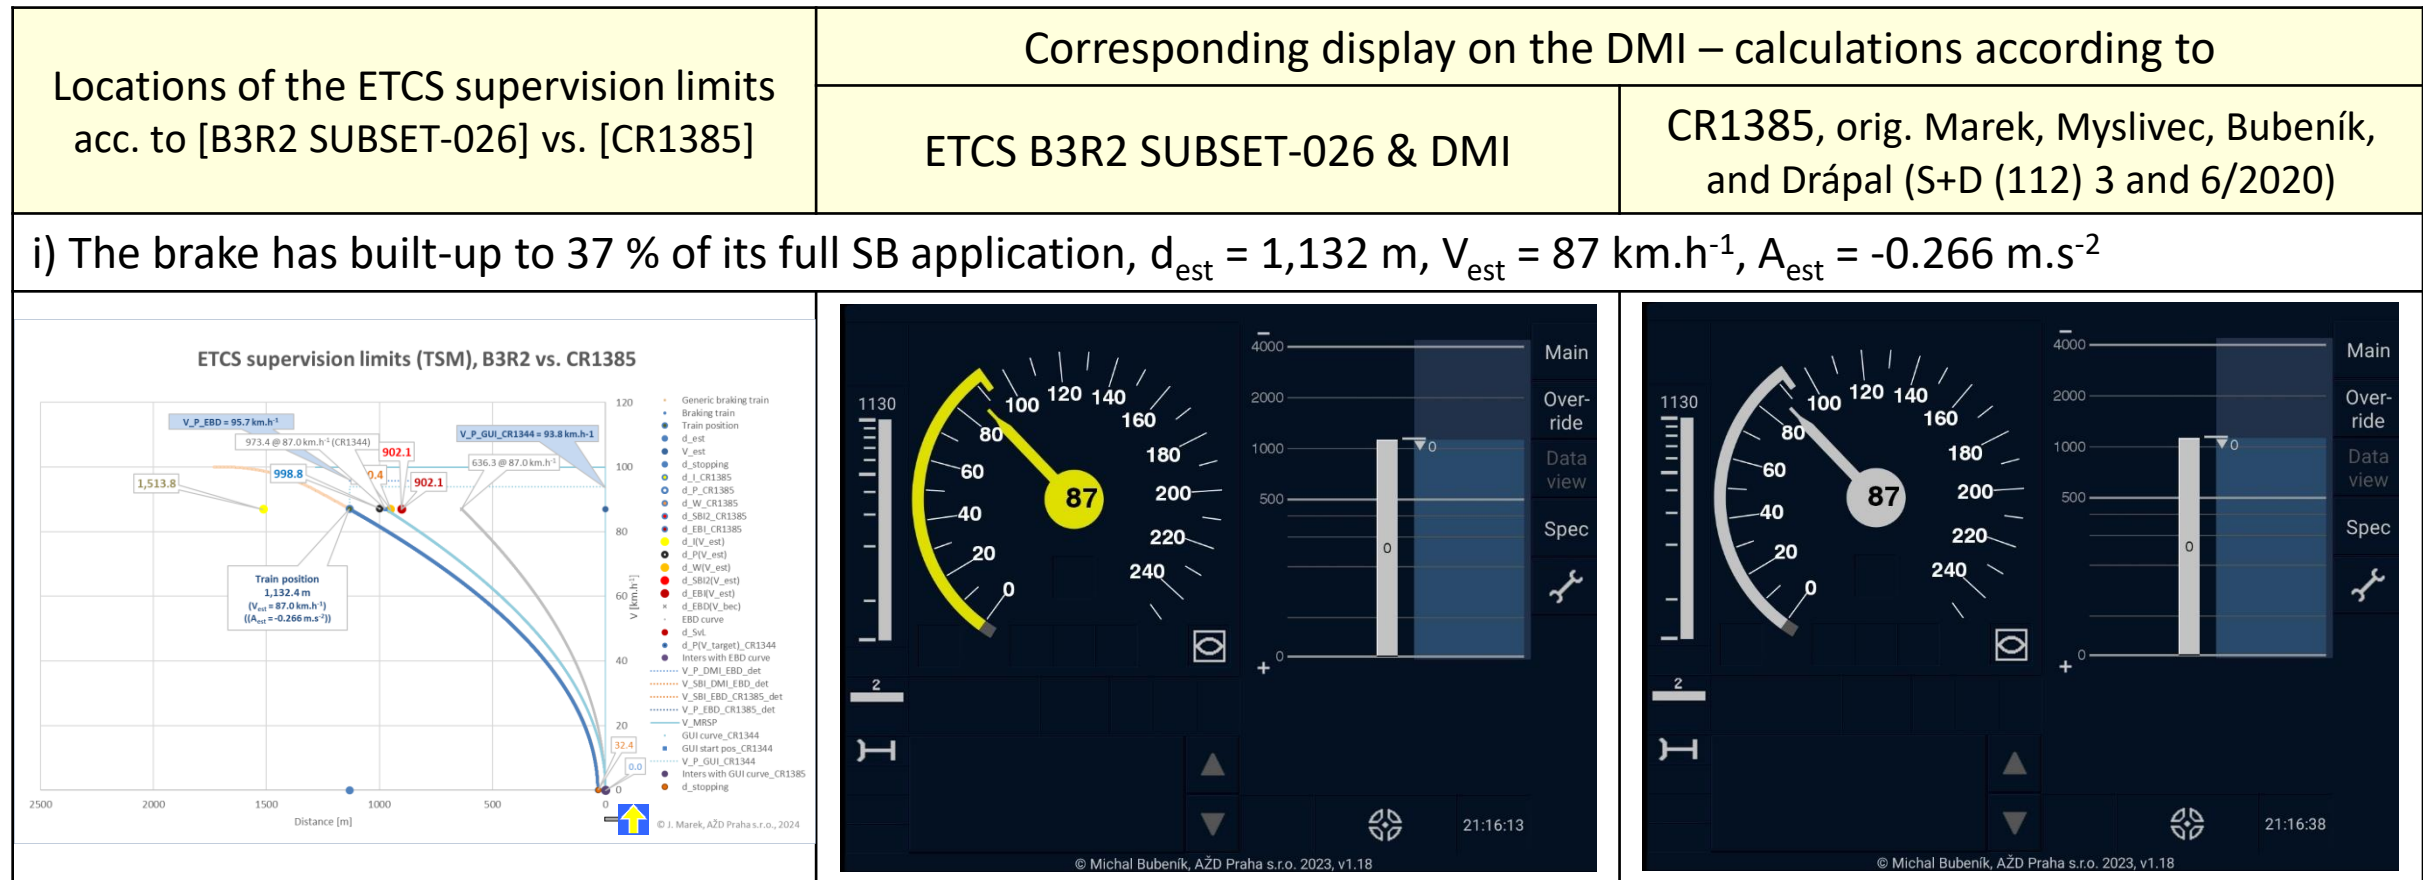 Locations of the ETCS supervision limits
acc. to [B3R2 SUBSET-026] vs. [CR1385]
Corresponding display on the DMI – calculations according to
ETCS B3R2 SUBSET-026 & DMI
CR1385, orig. Marek, Myslivec, Bubeník,
and Drápal (S+D (112) 3 and 6/2020)
i) The brake has built-up to 37 % of its full SB application, dest = 1,132 m, Vest = 87 km.h-1, Aest = -0.266 m.s-2
ETCS supervision limits (TSM), B3R2 vs. CR1385
V_P_EBD = 95.7 km.h-1
973.4 @ 87.0 km.h-1 (CR1344)
V_P_GUI_CR1344 = 93.8 km.h-1
902.1
636.3 @ 87.0 km.h-1
998.8
0.4
902.1
1,513.8
Train position
1,132.4 m
(Vest = 87.0 km.h-1)
((Aest = -0.266 m.s-2))
32.4
0.0
120
100
80
60
40
20
0
V [km.h-1]
2500
2000
1500
1000
500
0
Distance [m]
Generic braking train
Braking train
Train position
d_est
V_est
d_stopping
d_I_CR1385
d_P_CR1385
d_W_CR1385
d_SBI2_CR1385
d_EBI_CR1385
d_I(V_est)
d_P(V_est)
d_W(V_est)
d_SBI2(V_est)
d_EBI(V_est)
d_EBD(V_bec)
EBD curve
d_SvL
d_P(V_target)_CR1344
Inters with EBD curve
V_P_DMI_EBD_det
V_SBI_DMI_EBD_det
V_SBI_EBD_CR1385_det
V_P_EBD_CR1385_det
V_MRSP
GUI curve_CR1344
GUI start pos_CR1344
V_P_GUI_CR1344
Inters with GUI curve_CR1385
d_stopping
© J. Marek, AŽD Praha s.r.o., 2024
1130
0
20
40
60
80
100
120
140
160
180
200
220
240
87
2
4000
2000
1000
500
0
0
0
Main
Over-
ride
Data
view
Spec
21:16:13
© Michal Bubeník, AŽD Praha s.r.o. 2023, v1.18
1130
0
20
40
60
80
100
120
140
160
180
200
220
240
87
2
4000
2000
1000
500
0
0
0
Main
Over-
ride
Data
view
Spec
21:16:38
© Michal Bubeník, AŽD Praha s.r.o. 2023, v1.18